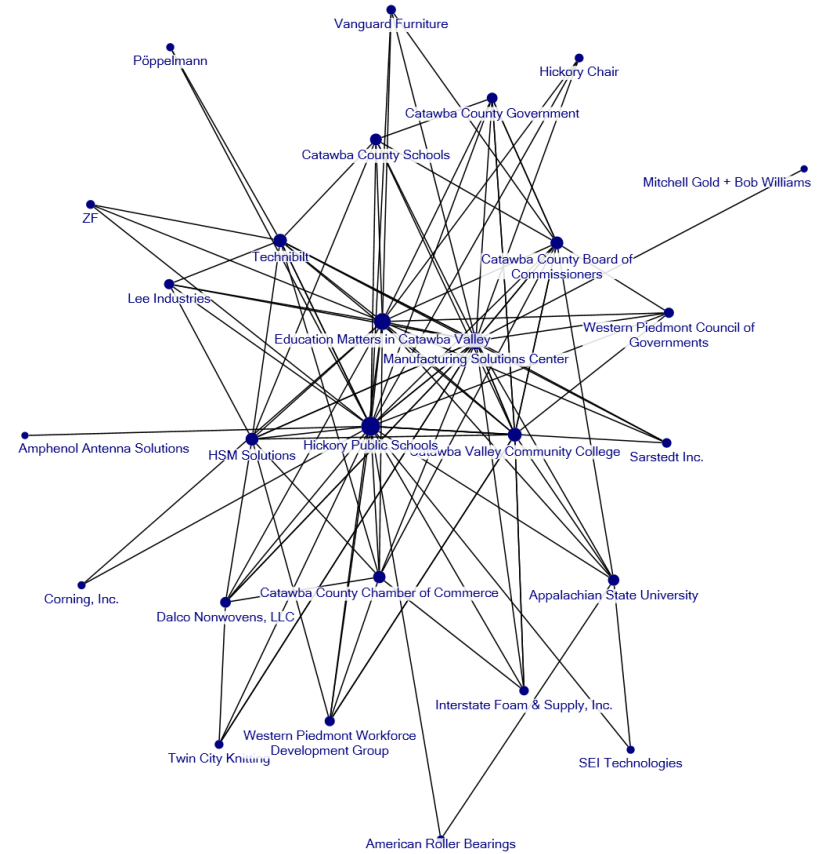 Vanguard Furniture
Pöppelmann
Hickory Chair
Catawba County Government
Catawba County Schools
Mitchell Gold + Bob Williams
ZF
Technibilt
Catawba County Board of
Commissioners
Lee Industries
Western Piedmont Council of
Governments
Education Matters in Catawba Valley
Manufacturing Solutions Center
Amphenol Antenna Solutions
HSM Solutions
Hickory Public Schools
Catawba Valley Community College
Sarstedt Inc.
Corning, Inc.
Catawba County Chamber of Commerce
Appalachian State University
Dalco Nonwovens, LLC
Interstate Foam & Supply, Inc.
Western Piedmont Workforce
Development Group
Twin City Knitting
SEI Technologies
American Roller Bearings